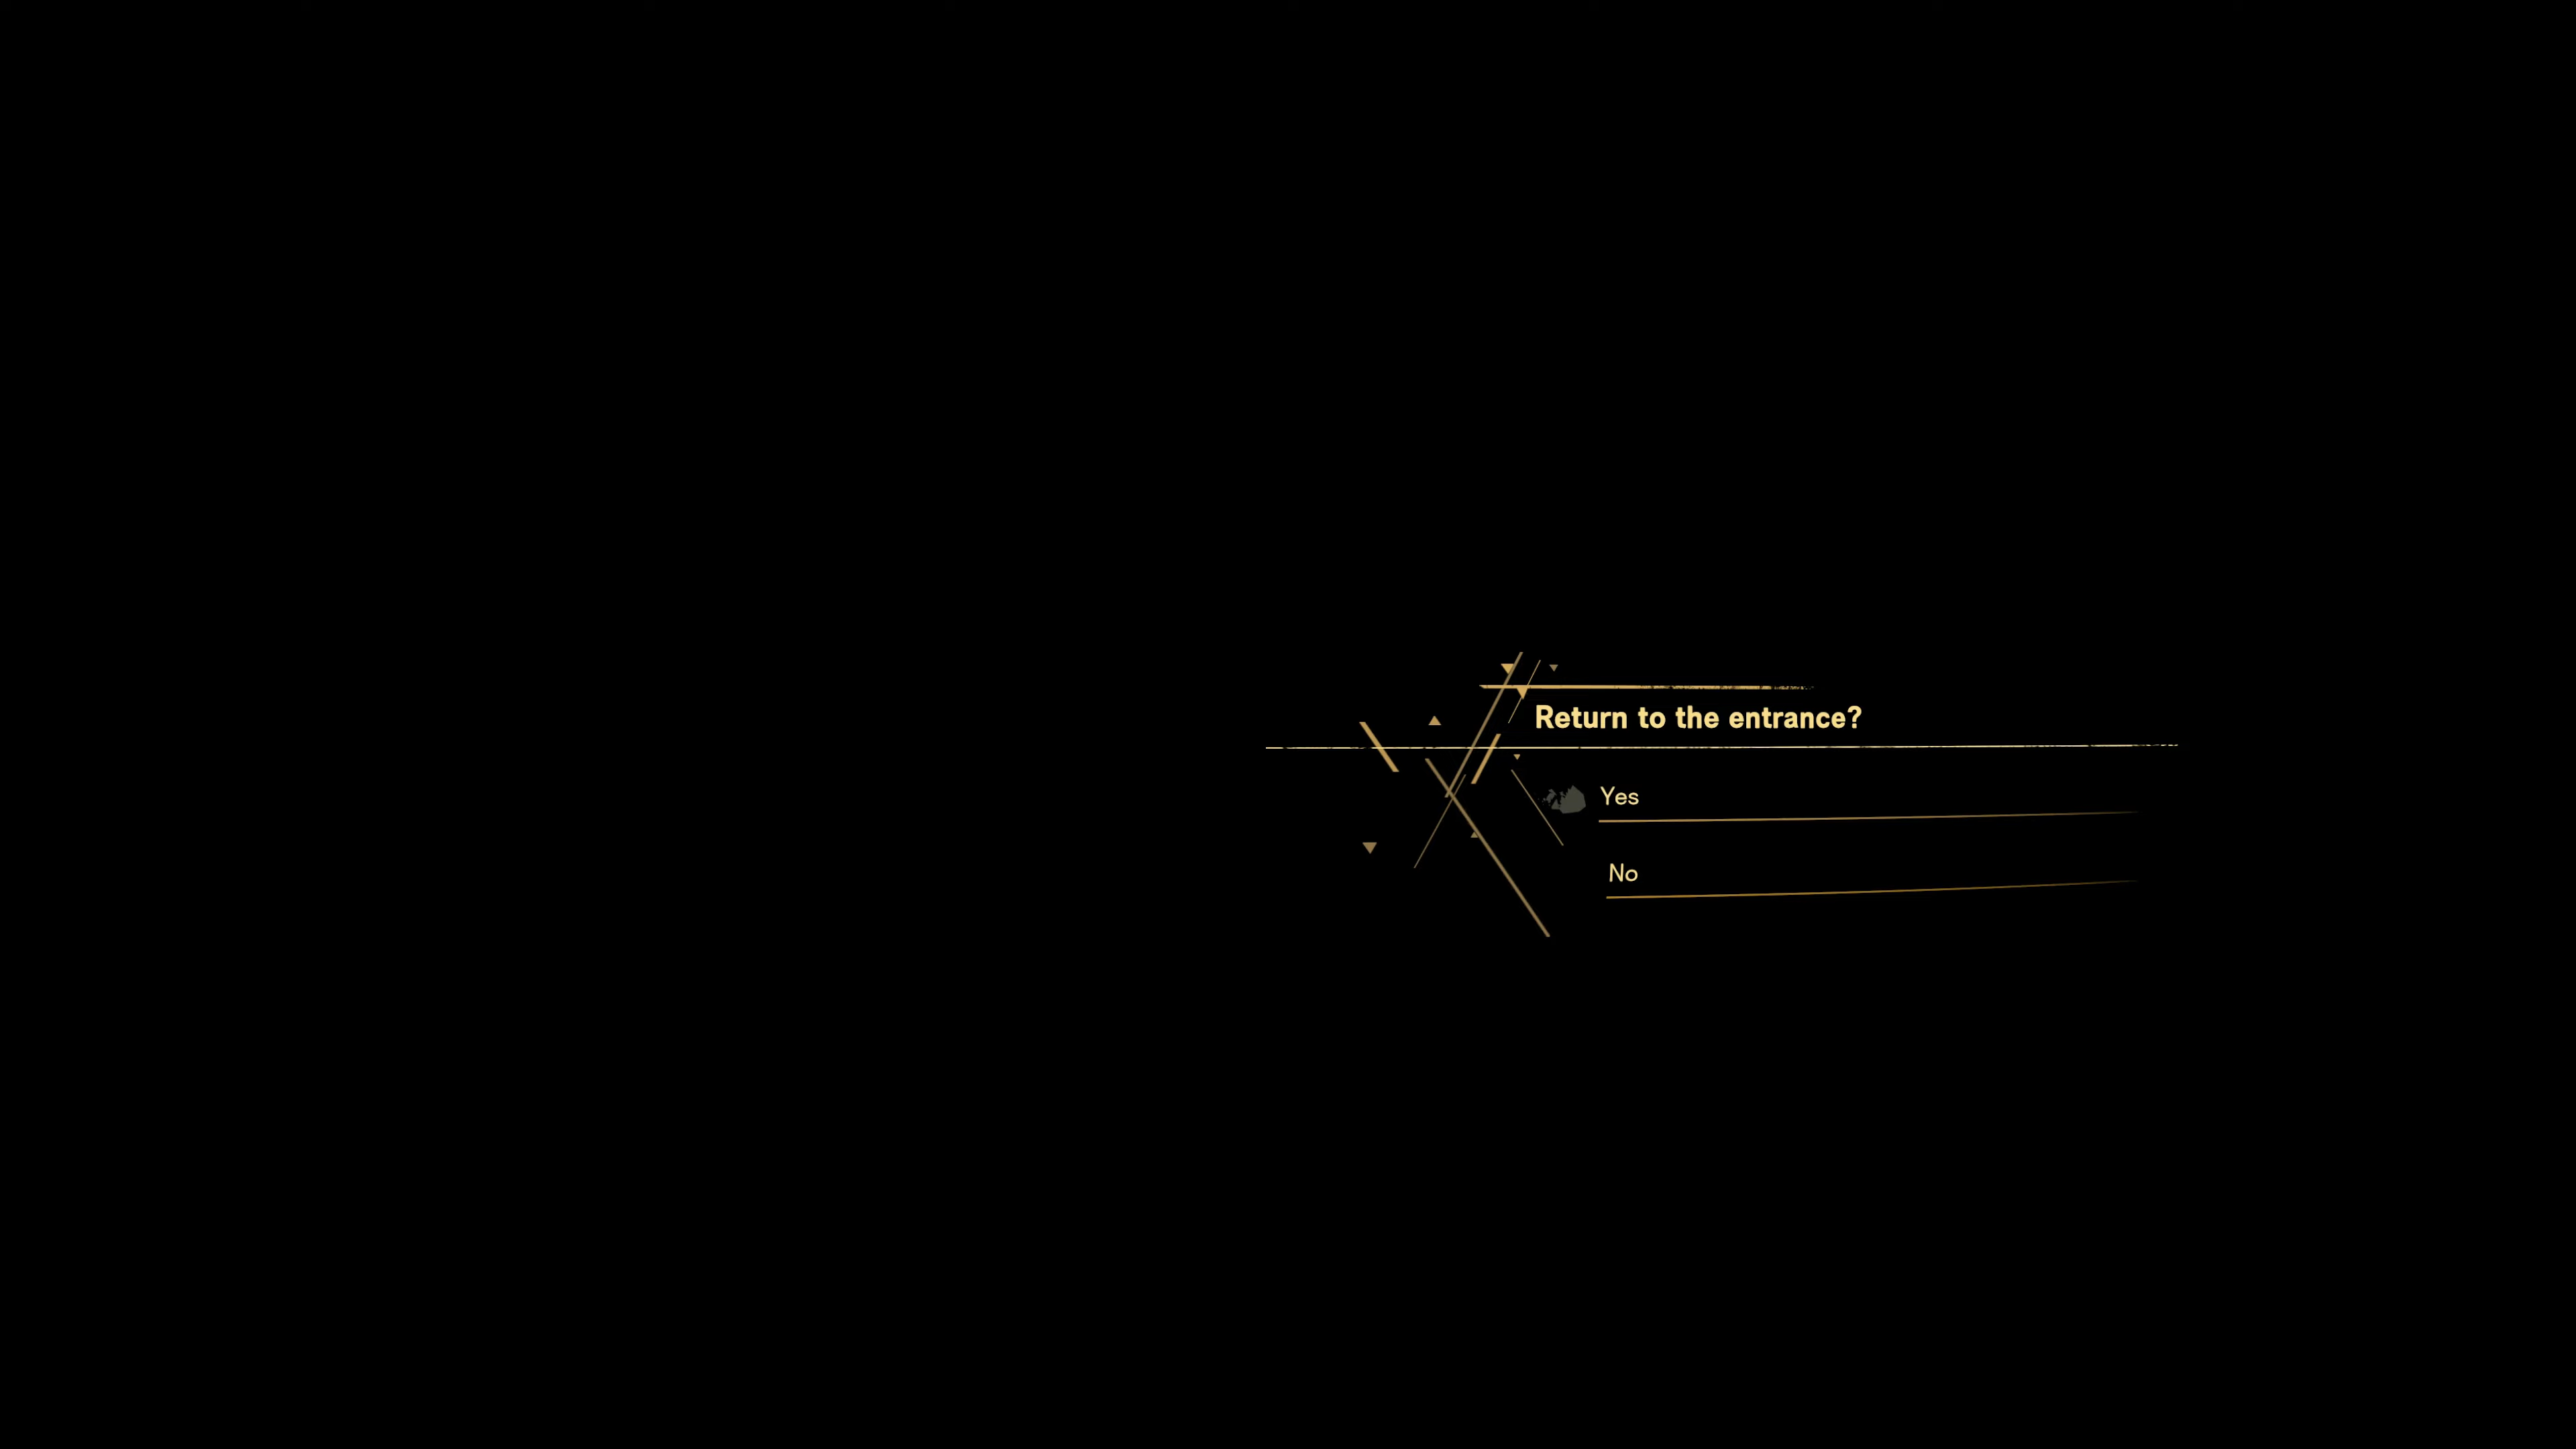 Return to the entrance?
Yes
No